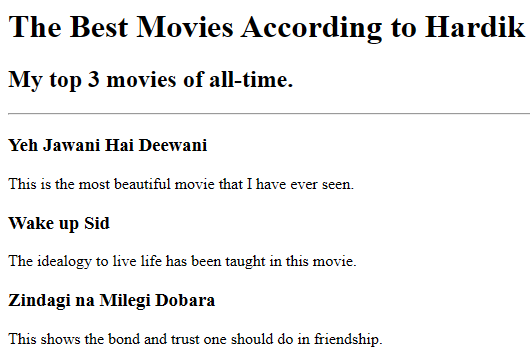 The Best Movies According to Hardik
My top 3 movies of all-time.
Yeh Jawani Hai Deewani
This is the most beautiful movie that I have ever seen.
Wake up Sid
The idealogy to live life has been taught in this movie.
Zindagi na Milegi Dobara
This shows the bond and trust one should do in friendship.